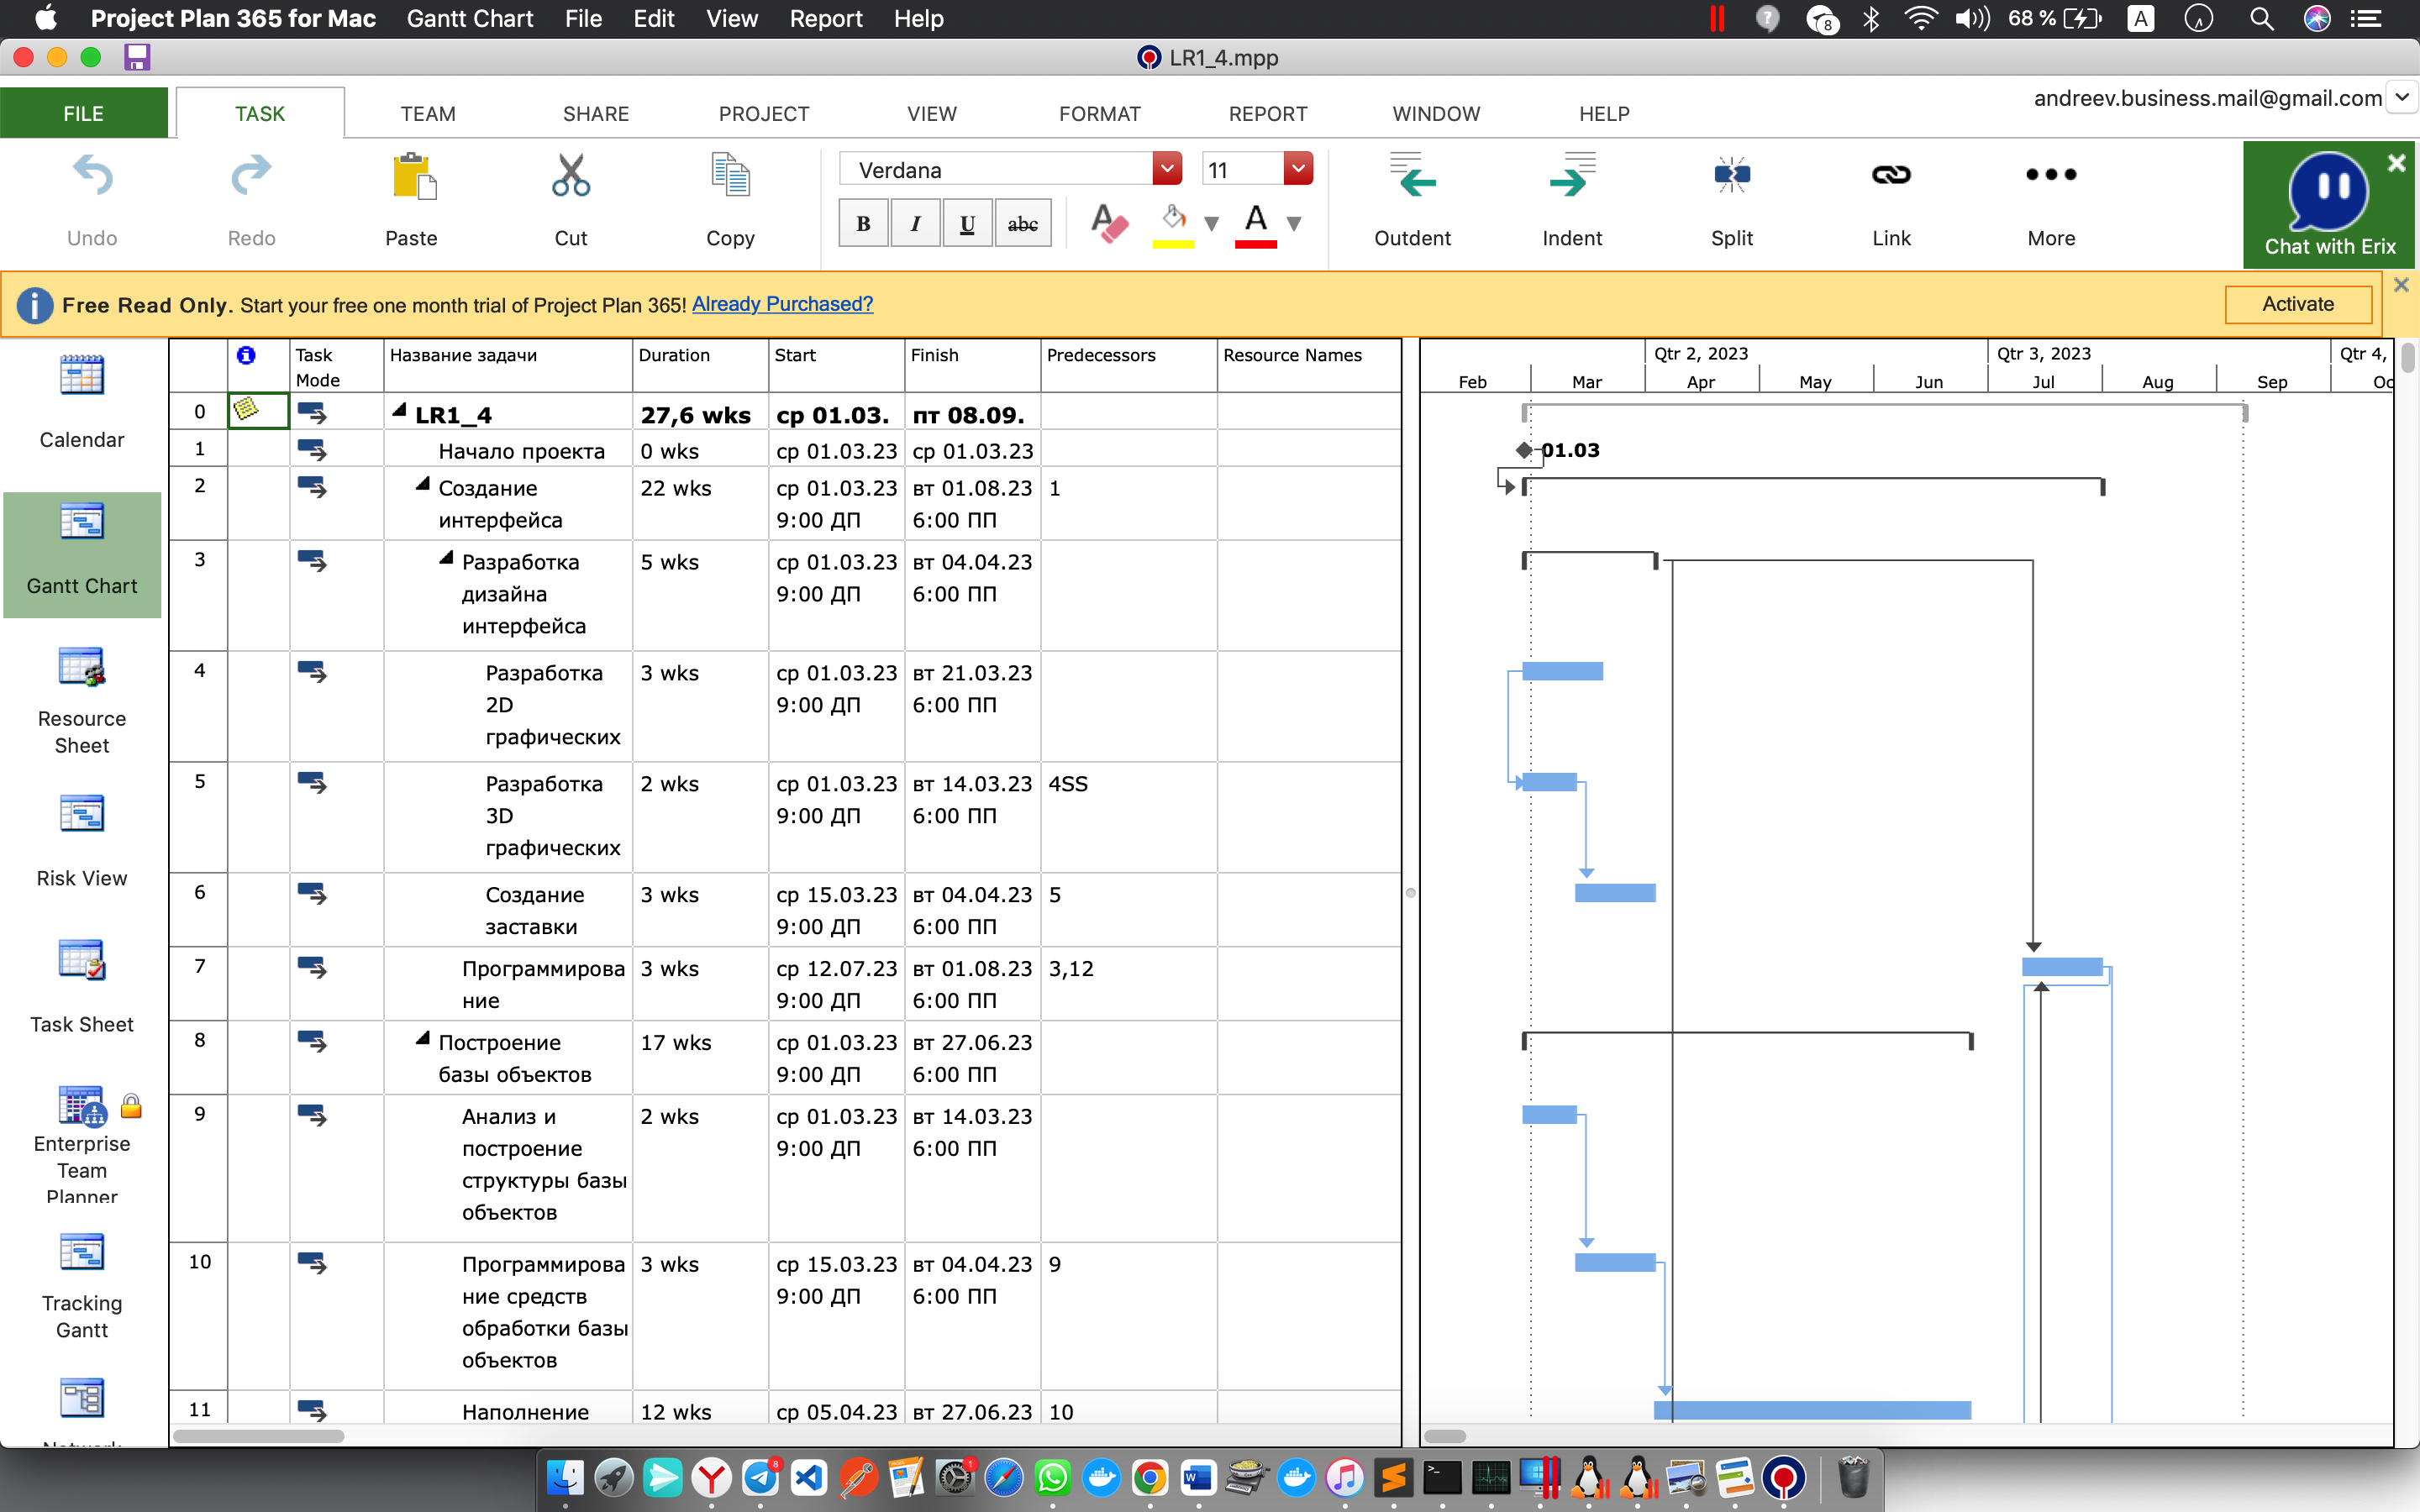 Project Plan 365 for Mac Gantt Chart File Edit View Report Help 8 68 % A
LR1_4.mpp
FILE TASK TEAM SHARE PROJECT VIEW FORMAT REPORT WINDOW HELP andreev.business.mail@gmail.com
Verdana 11
B I U abc A A
Undo Redo Paste Cut Copy Outdent Indent Split Link More Chat with Erix
Free Read Only. Start your free one month trial of Project Plan 365! Already Purchased? Activate
Calendar
Gantt Chart
Resource
Sheet
Risk View
Task Sheet
Enterprise
Team
Planner
Tracking
Gantt
Task
Mode
Название задачи Duration Start Finish Predecessors Resource Names
0 LR1_4 27,6 wks ср 01.03. пт 08.09.
1 Начало проекта 0 wks ср 01.03.23 ср 01.03.23
2 Создание 22 wks ср 01.03.23 вт 01.08.23 1
интерфейса 9:00 ДП 6:00 ПП
3 Разработка 5 wks ср 01.03.23 вт 04.04.23
дизайна 9:00 ДП 6:00 ПП
интерфейса
4 Разработка 3 wks ср 01.03.23 вт 21.03.23
2D 9:00 ДП 6:00 ПП
графических
5 Разработка 2 wks ср 01.03.23 вт 14.03.23 4SS
3D 9:00 ДП 6:00 ПП
графических
6 Создание 3 wks ср 15.03.23 вт 04.04.23 5
заставки 9:00 ДП 6:00 ПП
7 Программирова 3 wks ср 12.07.23 вт 01.08.23 3,12
ние 9:00 ДП 6:00 ПП
8 Построение 17 wks ср 01.03.23 вт 27.06.23
базы объектов 9:00 ДП 6:00 ПП
9 Анализ и 2 wks ср 01.03.23 вт 14.03.23
построение 9:00 ДП 6:00 ПП
структуры базы
объектов
10 Программирова 3 wks ср 15.03.23 вт 04.04.23 9
ние средств 9:00 ДП 6:00 ПП
обработки базы
объектов
11 Наполнение 12 wks ср 05.04.23 вт 27.06.23 10
Qtr 2, 2023 Qtr 3, 2023 Qtr 4,
Feb Mar Apr May Jun Jul Aug Sep Oc
01.03
8 1